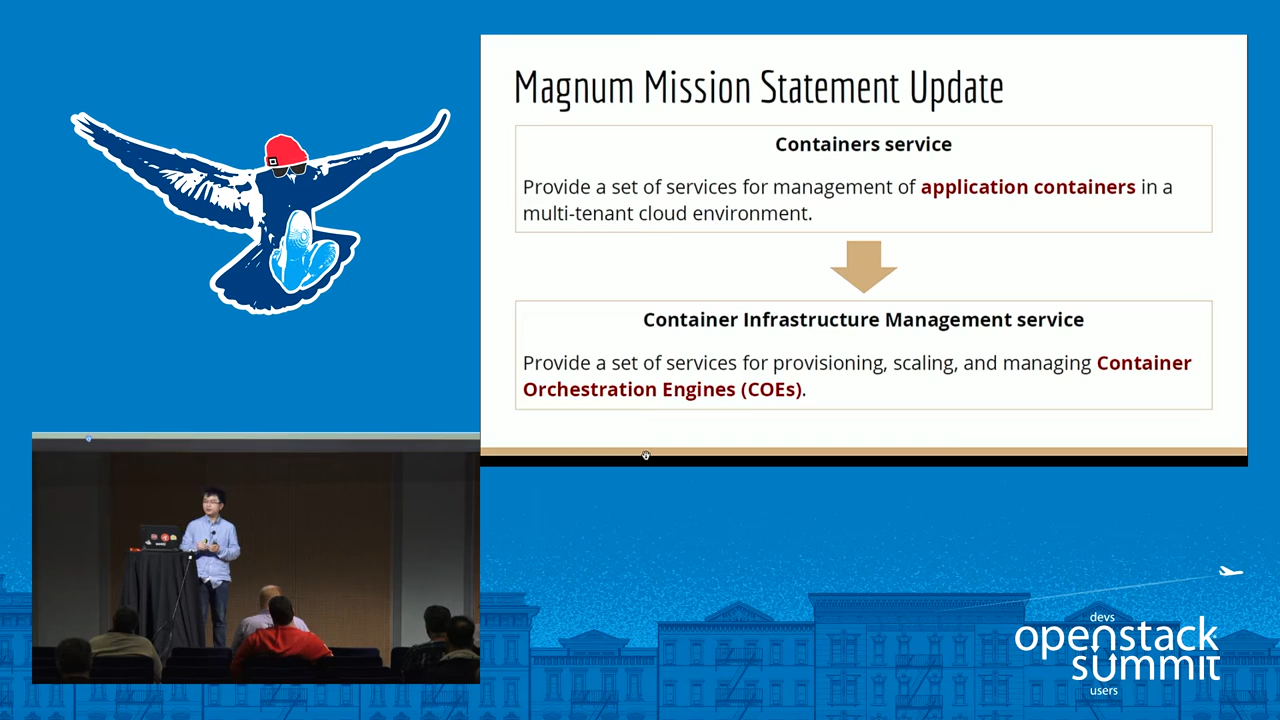 Magnum Mission Statement Update
Containers service
Provide a set of services for management of application containers in a
multi-tenant cloud environment.
Container Infrastructure Management service
Provide a set of services for provisioning, scaling, and managing Container
Orchestration Engines (COEs).
devs
openstack
summit
users